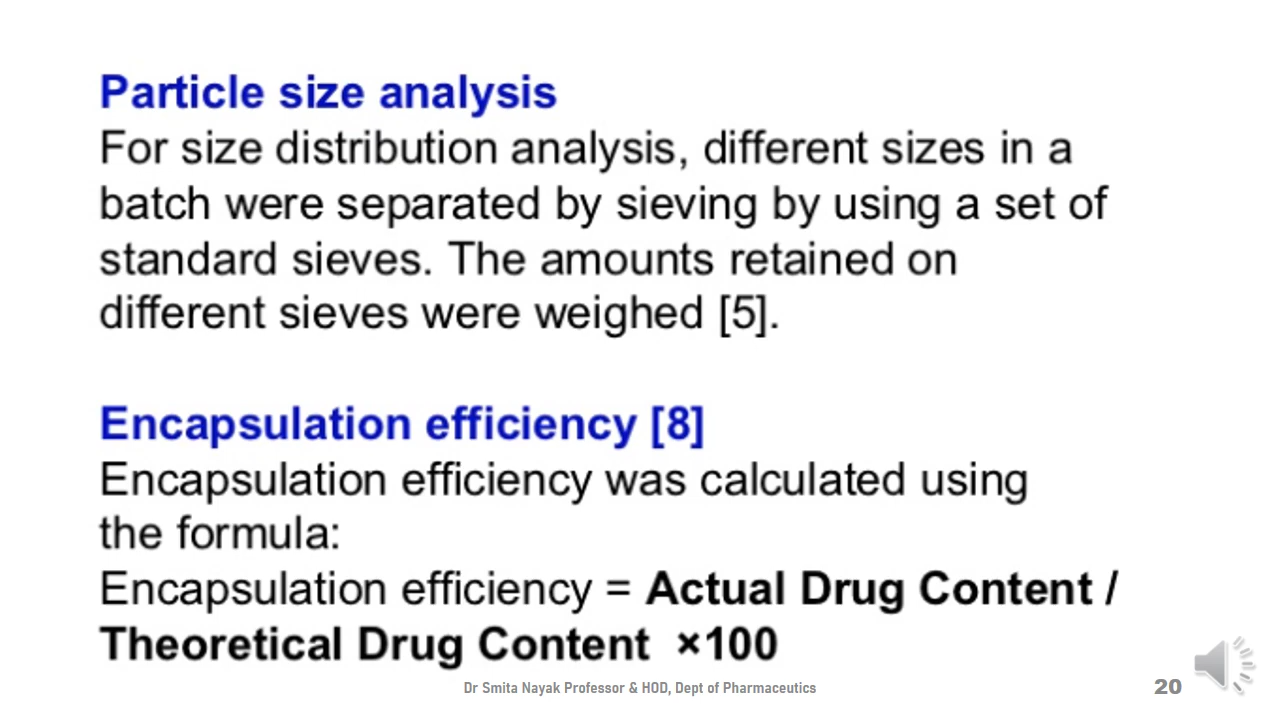 Particle size analysis
For size distribution analysis, different sizes in a
batch were separated by sieving by using a set of
standard sieves. The amounts retained on
different sieves were weighed [5].
Encapsulation efficiency [8]
Encapsulation efficiency was calculated using
the formula:
Encapsulation efficiency = Actual Drug Content /
Theoretical Drug Content ×100
Dr Smita Nayak Professor & HOD, Dept of Pharmaceutics
20